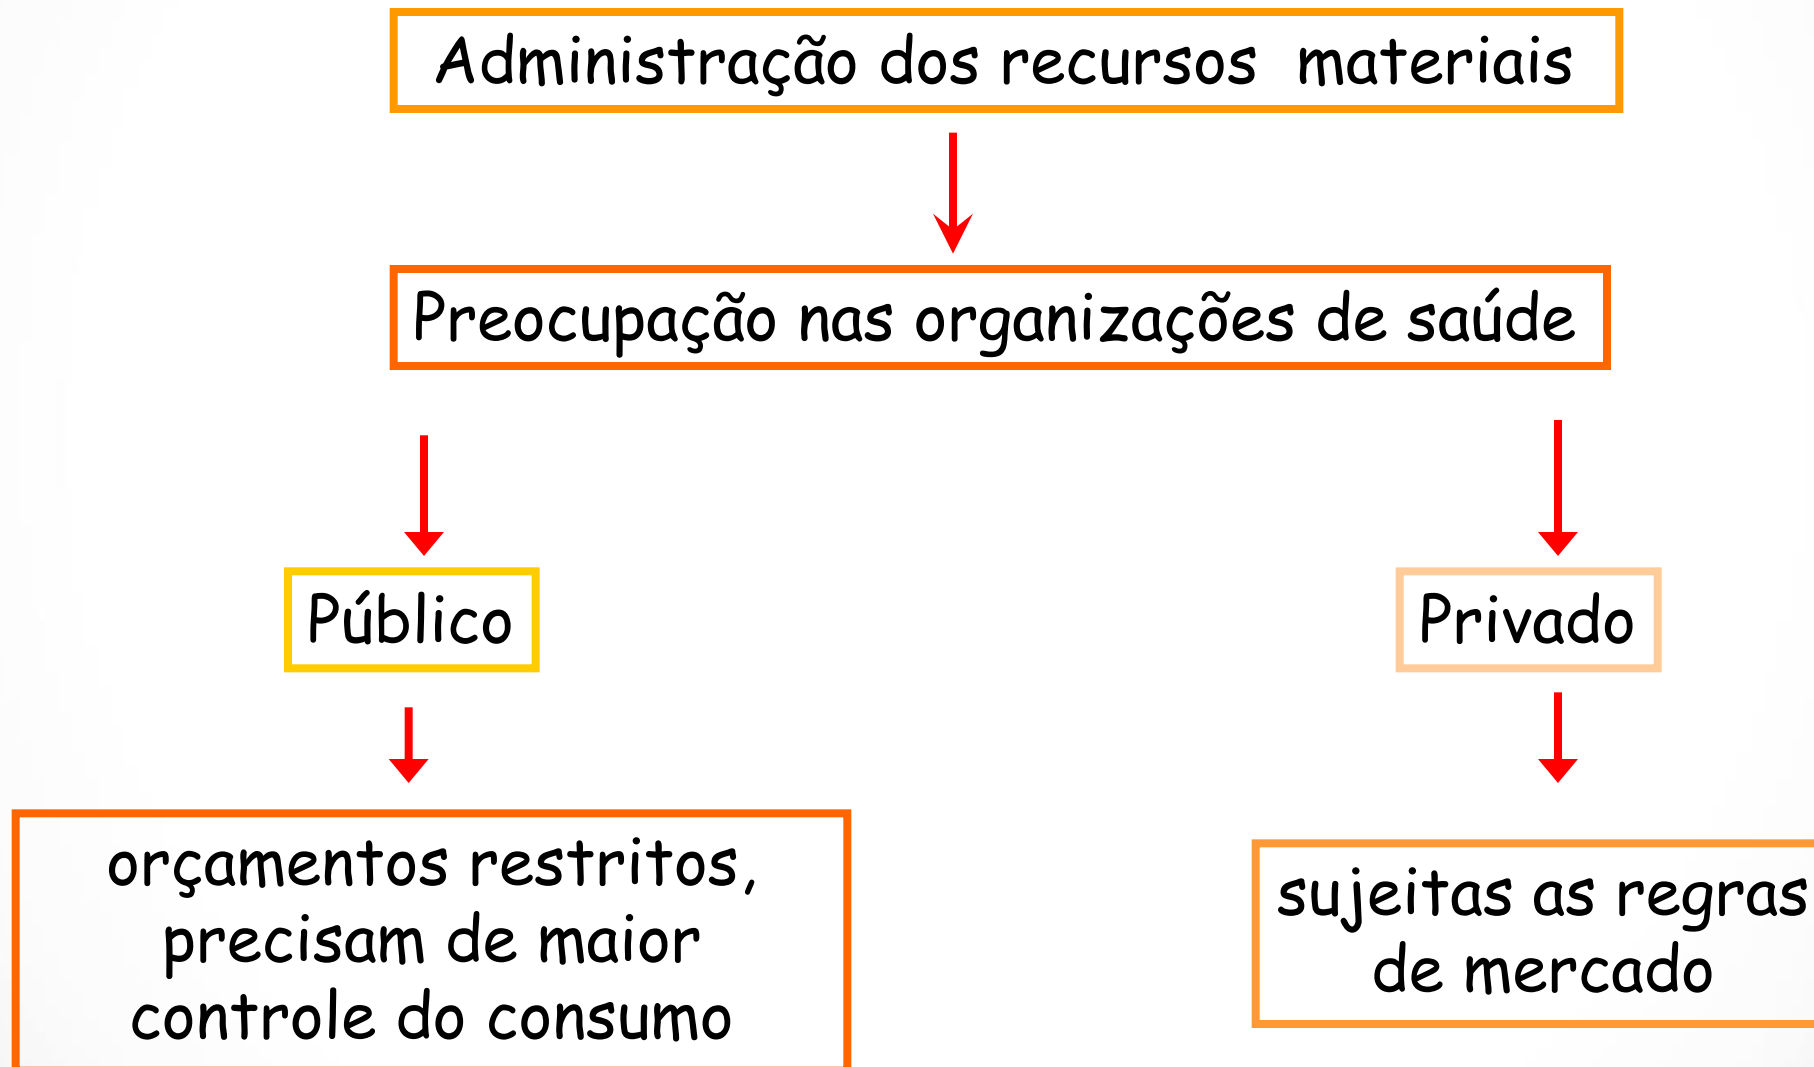 Administração dos recursos materiais
Preocupação nas organizações de saúde
Público
Privado
orçamentos restritos,
precisam de maior
controle do consumo
sujeitas as regras
de mercado